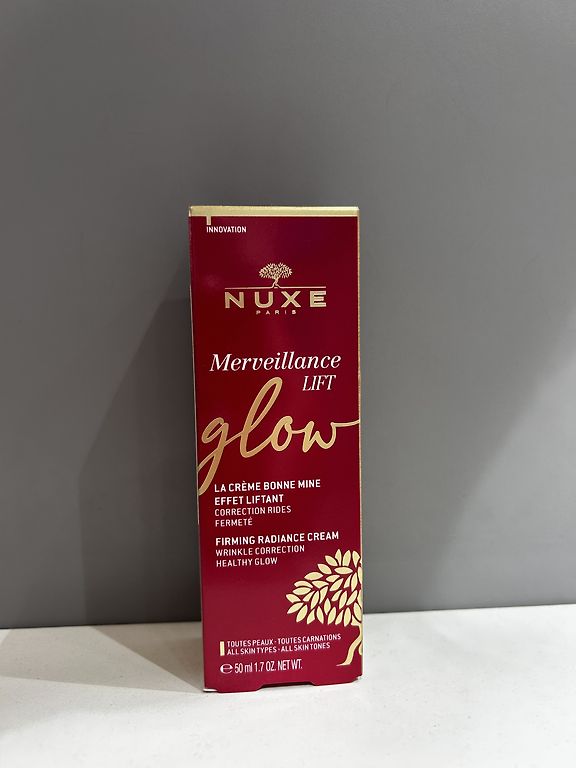 INNOVATION
NUXE
PARIS
Merveillance
LIFT
glow
LA CRÈME BONNE MINE
EFFET LIFTANT
CORRECTION RIDES
FERMETÉ
FIRMING RADIANCE CREAM
WRINKLE CORRECTION
HEALTHY GLOW
TOUTES PEAUX - TOUTES CARNATIONS
ALL SKIN TYPES - ALL SKIN TONES
℮ 50 ml 1.7 OZ. NET WT.